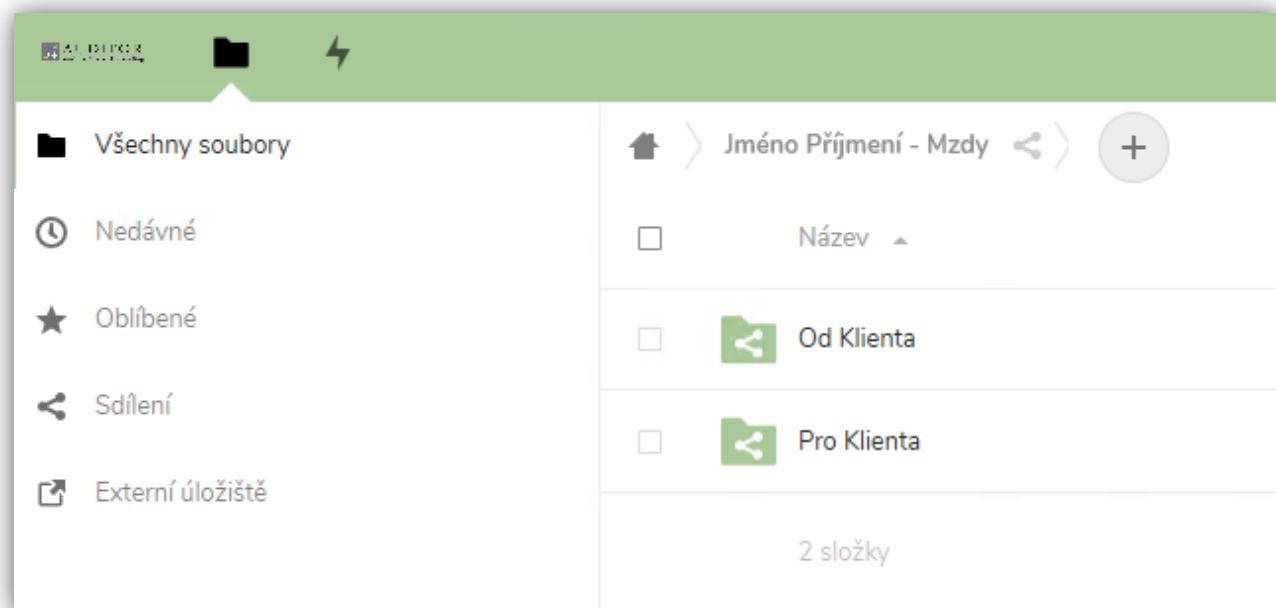 Všechny soubory
Nedávné
Oblíbené
Sdílení
Externí úložiště
Jméno Příjmení - Mzdy
Název
Od Klienta
Pro Klienta
2 složky